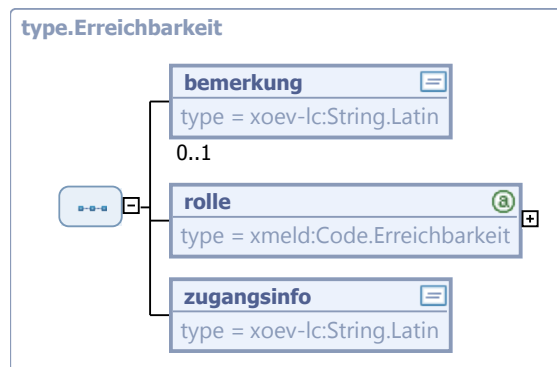 type.Erreichbarkeit
bemerkung
type = xoev-lc:String.Latin
0..1
rolle
type = xmeld:Code.Erreichbarkeit
zugangsinfo
type = xoev-lc:String.Latin